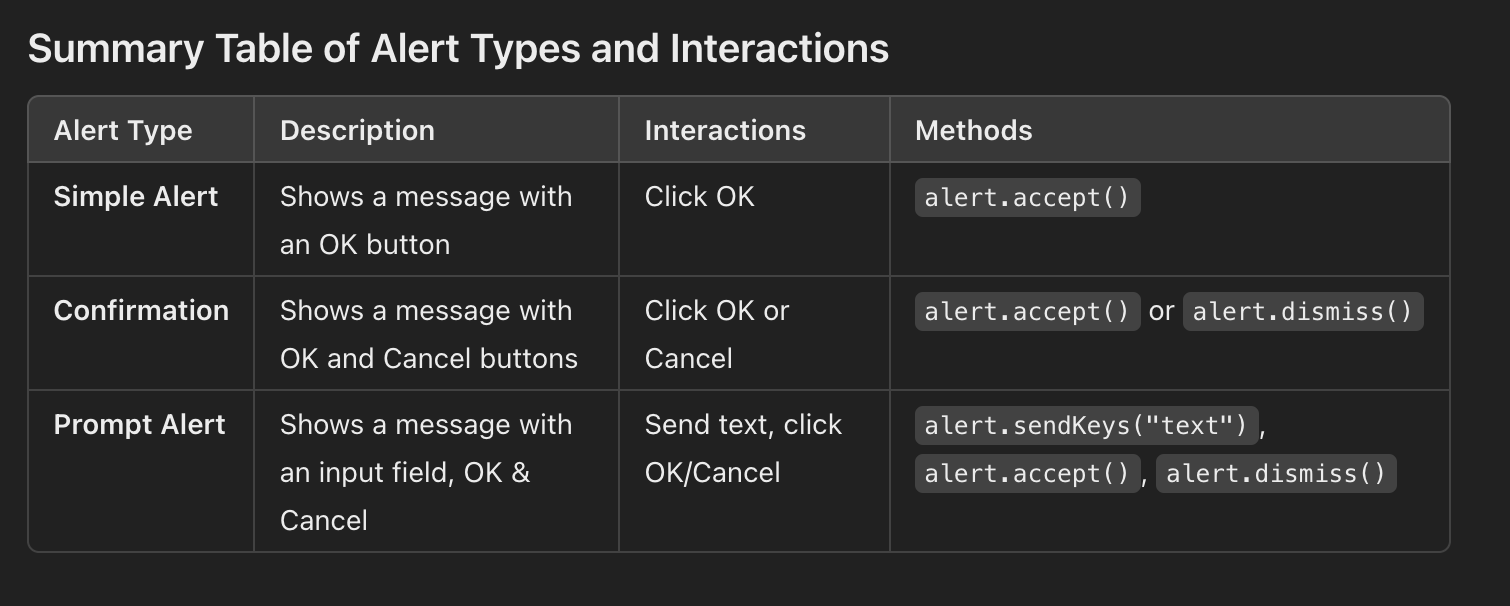 Summary Table of Alert Types and Interactions
Alert Type Description Interactions Methods
Simple Alert Shows a message with Click OK alert.accept()
an OK button
Confirmation Shows a message with Click OK or alert.accept() or alert.dismiss()
OK and Cancel buttons Cancel
Prompt Alert Shows a message with Send text, click alert.sendKeys("text"),
an input field, OK & OK/Cancel alert.accept(), alert.dismiss()
Cancel